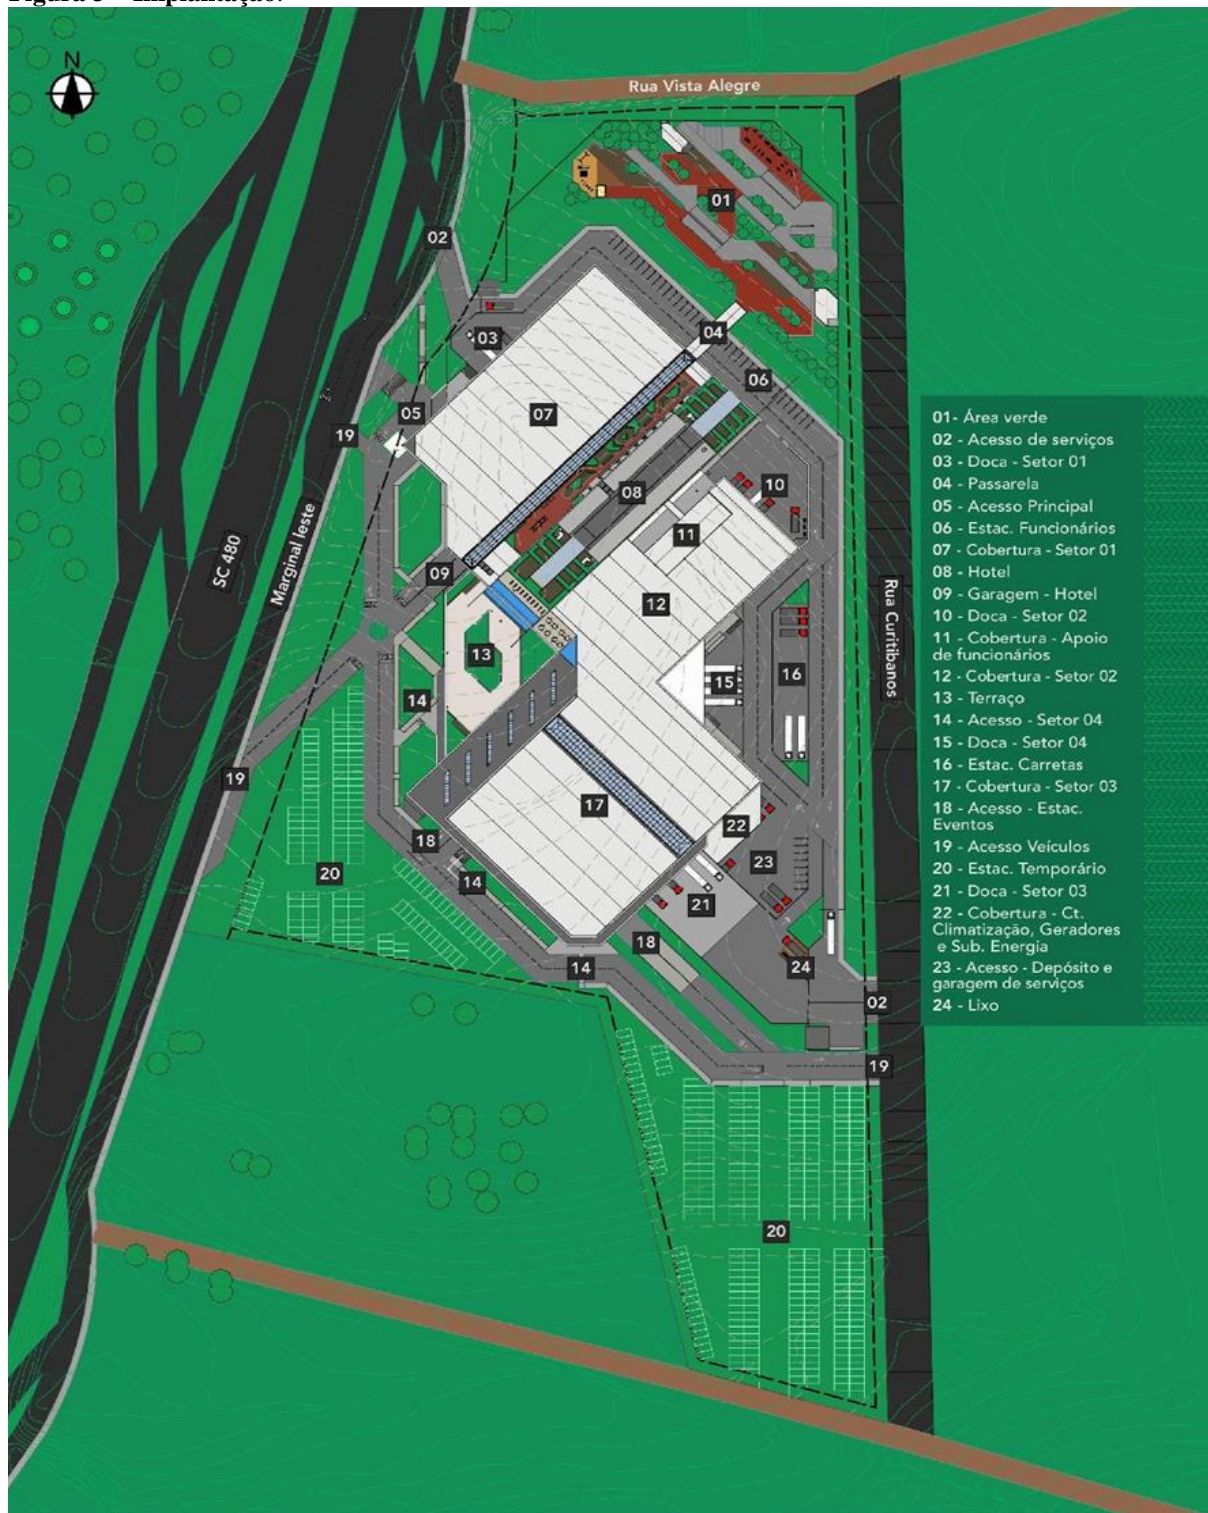 N
Rua Vista Alegre
01
02
04
03
06
05
07
19
10
08
11
Marginal leste
SC 480
09
12
Rua Curitibanos
13
15
16
14
19
17
22
18
23
20
14
21
18
14
24
02
19
20
01- Área verde
02 - Acesso de serviços
03 - Doca - Setor 01
04 - Passarela
05 - Acesso Principal
06 - Estac. Funcionários
07 - Cobertura - Setor 01
08 - Hotel
09 - Garagem - Hotel
10 - Doca - Setor 02
11 - Cobertura - Apoio
de funcionários
12 - Cobertura - Setor 02
13 - Terraço
14 - Acesso - Setor 04
15 - Doca - Setor 04
16 - Estac. Carretas
17 - Cobertura - Setor 03
18 - Acesso - Estac.
Eventos
19 - Acesso Veículos
20 - Estac. Temporário
21 - Doca - Setor 03
22 - Cobertura - Ct.
Climatização, Geradores
e Sub. Energia
23 - Acesso - Depósito e
garagem de serviços
24 - Lixo